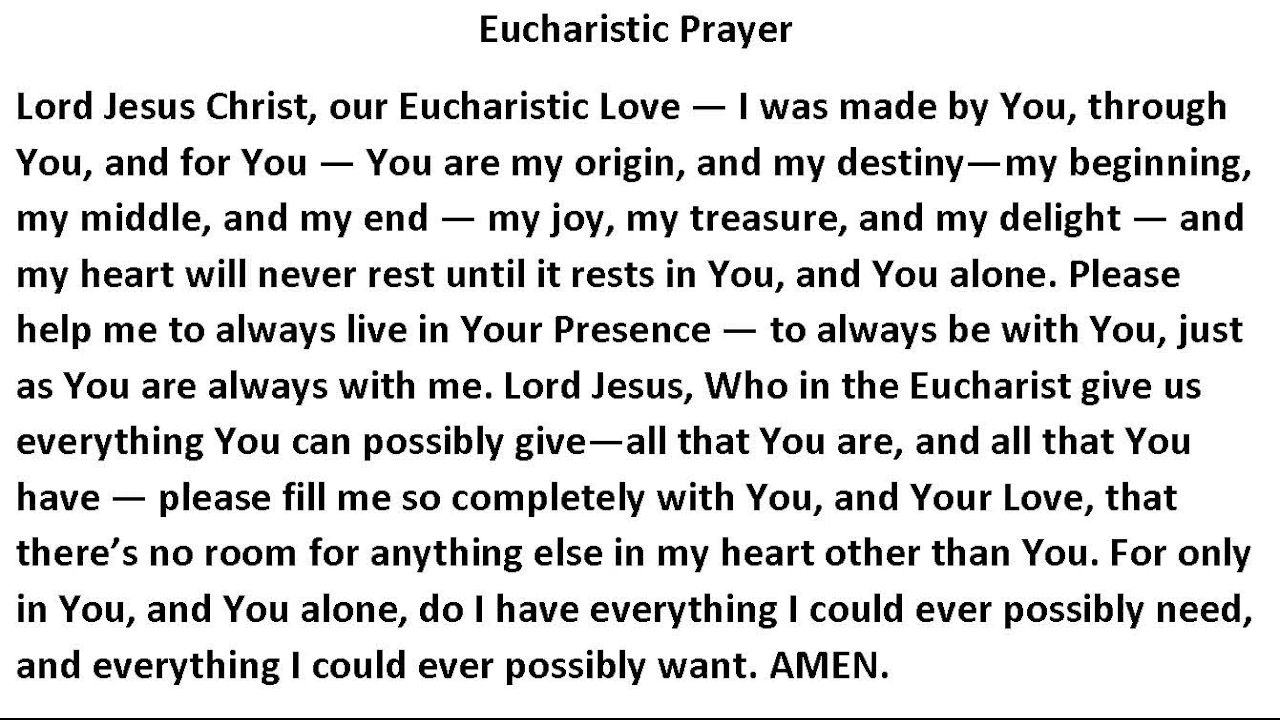 Eucharistic Prayer
Lord Jesus Christ, our Eucharistic Love — I was made by You, through
You, and for You — You are my origin, and my destiny—my beginning,
my middle, and my end — my joy, my treasure, and my delight — and
my heart will never rest until it rests in You, and You alone. Please
help me to always live in Your Presence — to always be with You, just
as You are always with me. Lord Jesus, Who in the Eucharist give us
everything You can possibly give—all that You are, and all that You
have — please fill me so completely with You, and Your Love, that
there’s no room for anything else in my heart other than You. For only
in You, and You alone, do I have everything I could ever possibly need,
and everything I could ever possibly want. AMEN.